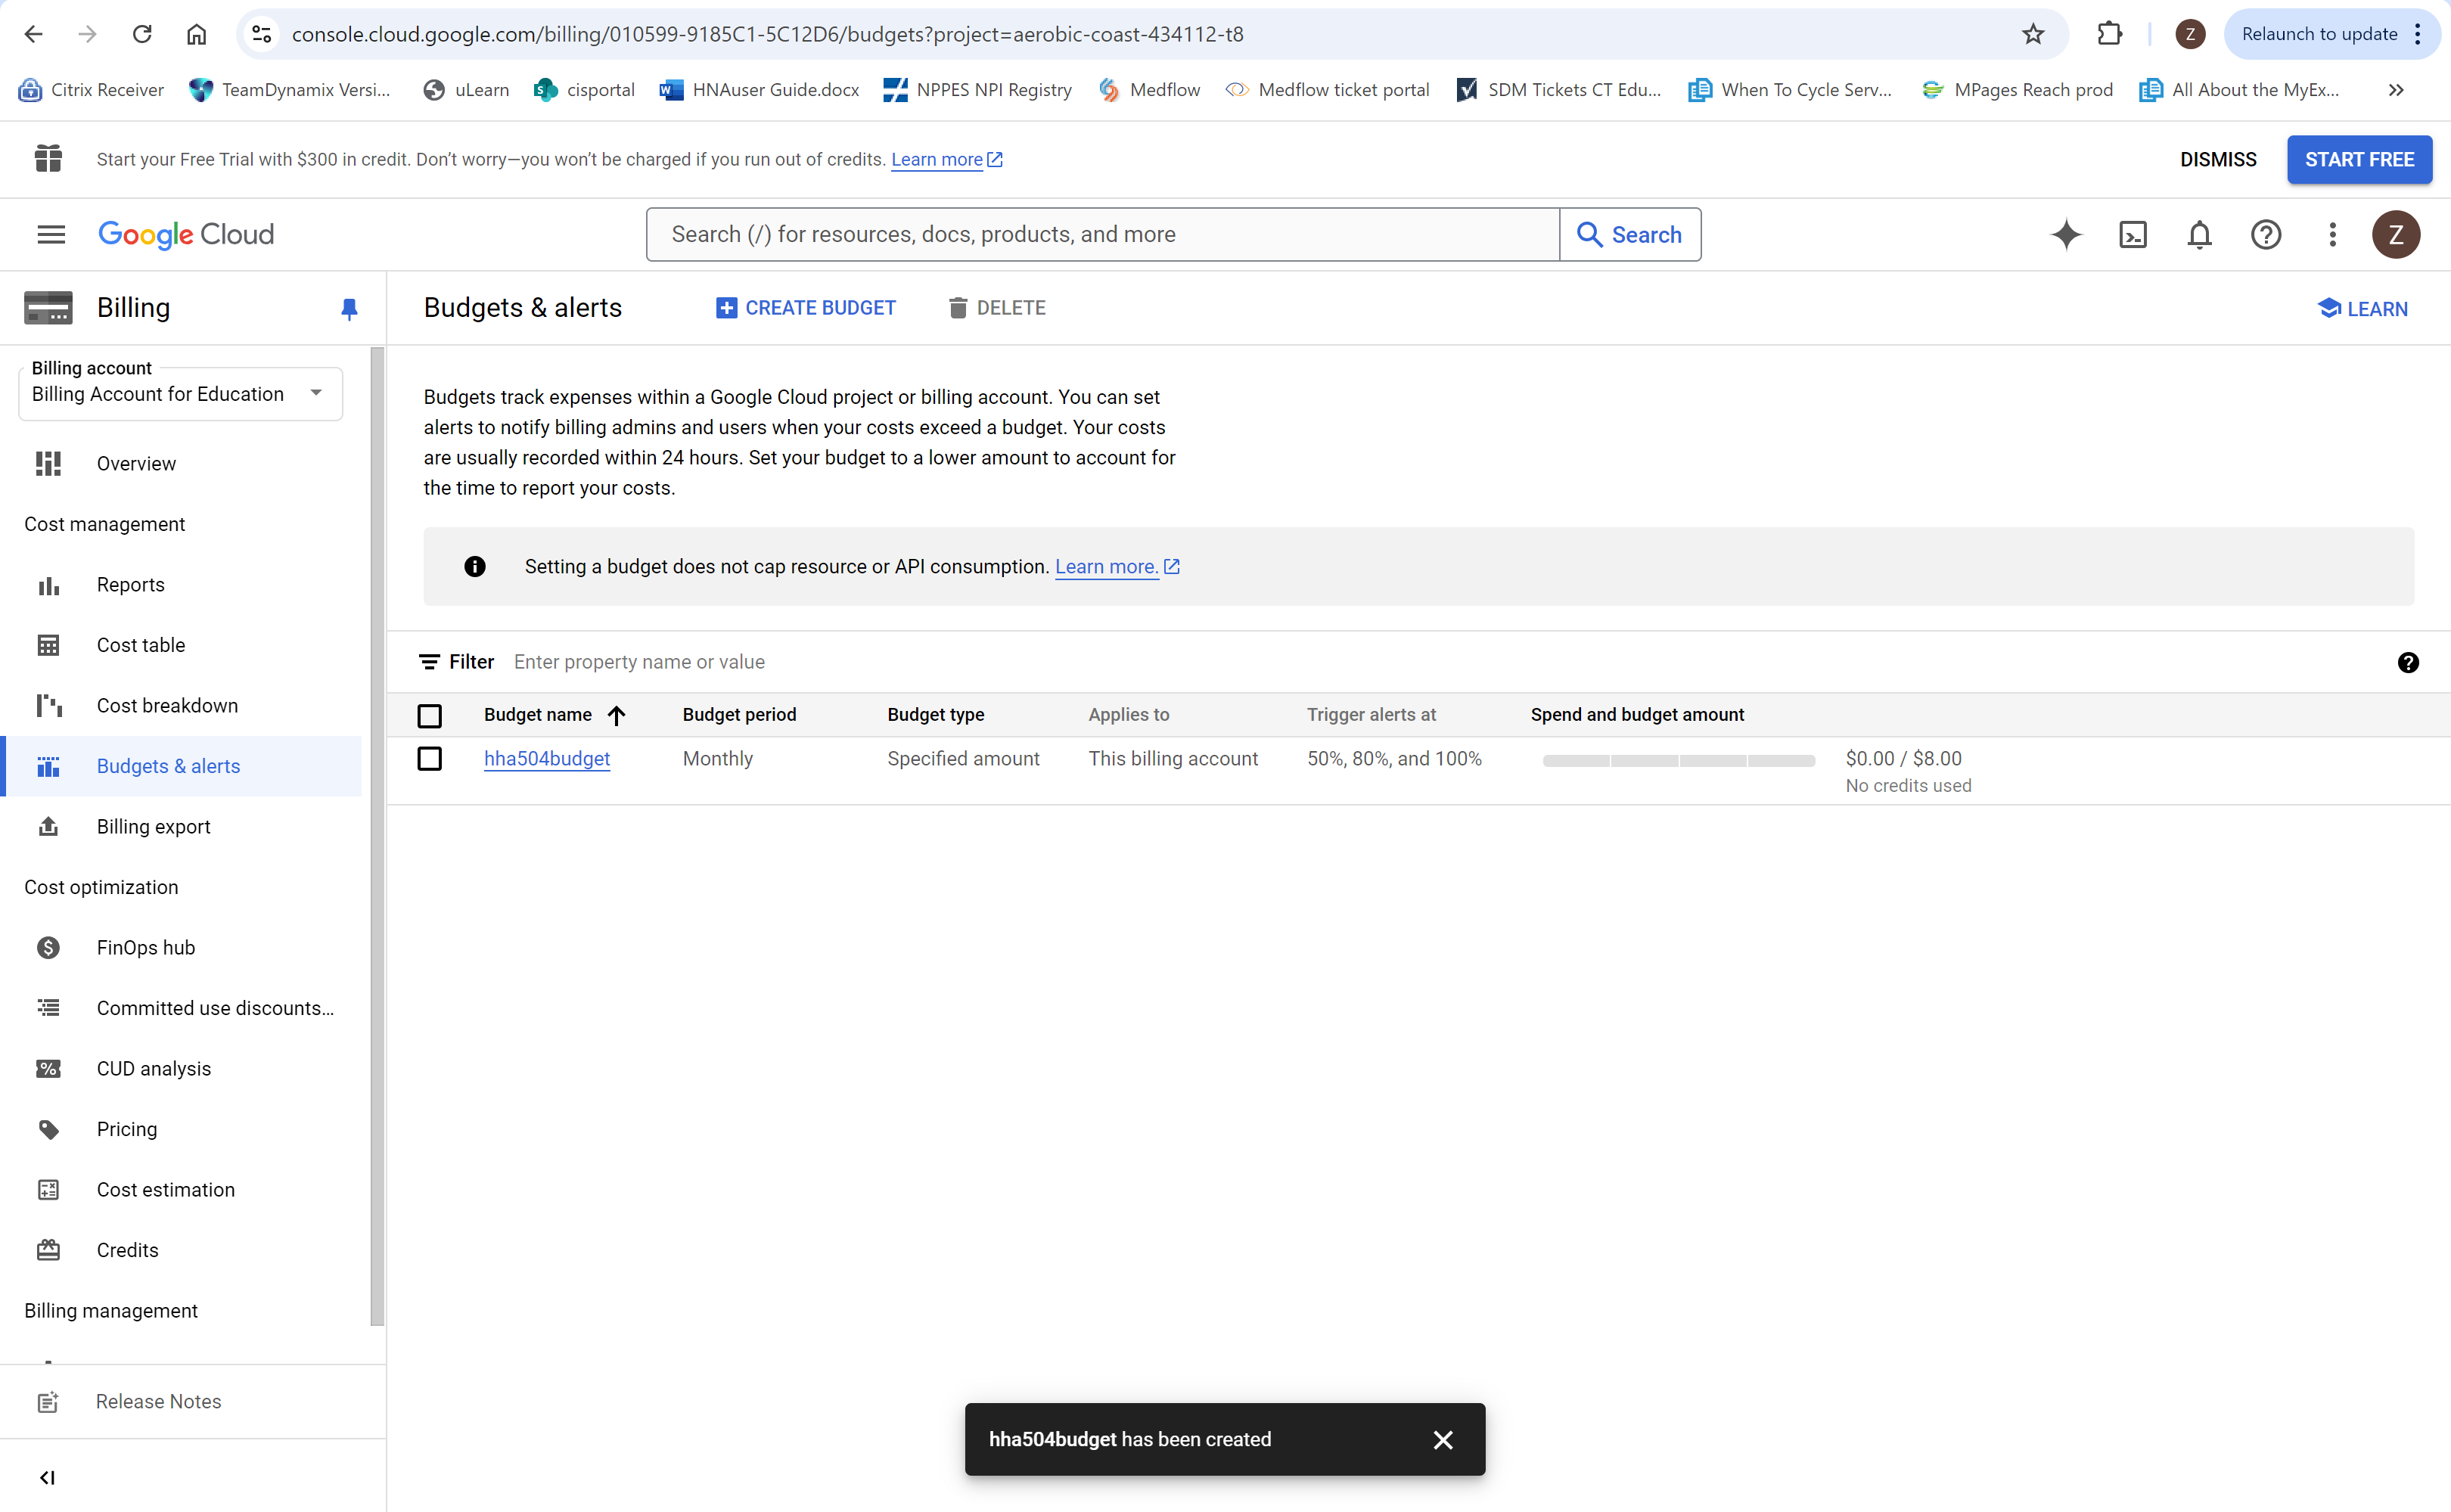 console.cloud.google.com/billing/010599-9185C1-5C12D6/budgets?project=aerobic-coast-434112-t8
Z
Relaunch to update
Citrix Receiver
TeamDynamix Versi...
uLearn
cisportal
HNAuser Guide.docx
NPPES NPI Registry
Medflow
Medflow ticket portal
SDM Tickets CT Edu...
When To Cycle Serv...
MPages Reach prod
All About the MyEx...
Start your Free Trial with $300 in credit. Don't worry—you won't be charged if you run out of credits. Learn more
DISMISS
START FREE
Google Cloud
Search (/) for resources, docs, products, and more
Search
Z
Billing
Budgets & alerts
CREATE BUDGET
DELETE
LEARN
Billing account
Billing Account for Education
Overview
Cost management
Reports
Cost table
Cost breakdown
Budgets & alerts
Billing export
Cost optimization
FinOps hub
Committed use discounts...
CUD analysis
Pricing
Cost estimation
Credits
Billing management
Release Notes
Budgets track expenses within a Google Cloud project or billing account. You can set
alerts to notify billing admins and users when your costs exceed a budget. Your costs
are usually recorded within 24 hours. Set your budget to a lower amount to account for
the time to report your costs.
Setting a budget does not cap resource or API consumption. Learn more.
Filter Enter property name or value
Budget name Budget period Budget type Applies to Trigger alerts at Spend and budget amount
hha504budget Monthly Specified amount This billing account 50%, 80%, and 100% $0.00 / $8.00
No credits used
hha504budget has been created